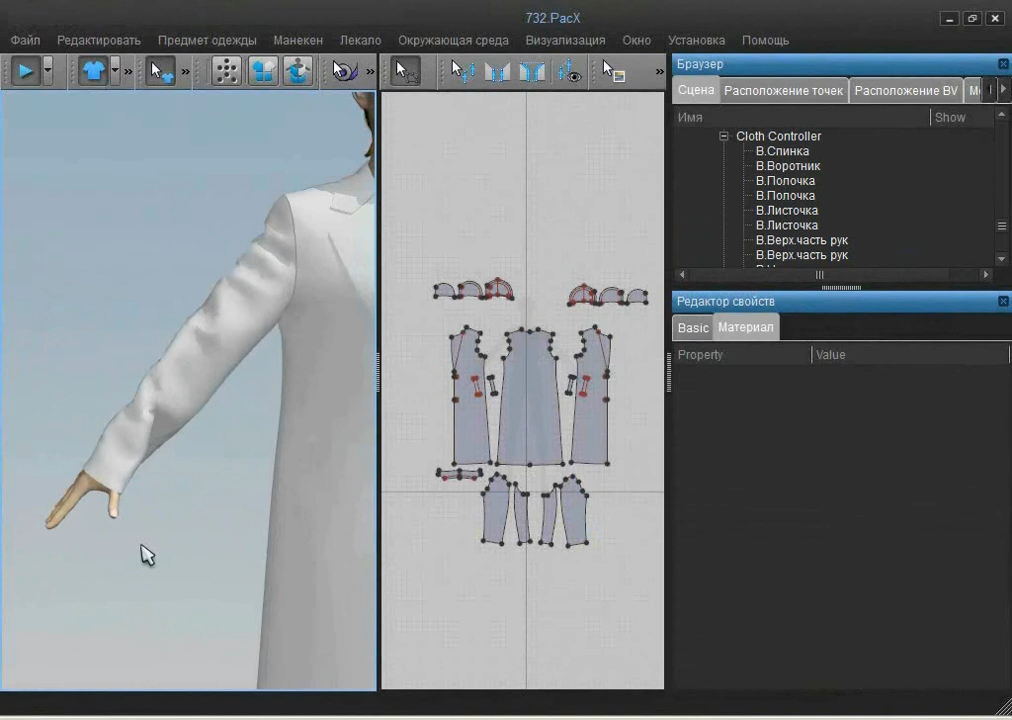 732.PacX
Файл Редактировать Предмет одежды Манекен Лекало Окружающая среда Визуализация Окно Установка Помощь
Браузер
Сцена Расположение точек Расположение BV
Имя Show
Cloth Controller
В.Спинка
В.Воротник
В.Полочка
В.Полочка
В.Листочка
В.Листочка
В.Верх.часть рук
В.Верх.часть рук
Редактор свойств
Basic Материал
Property Value